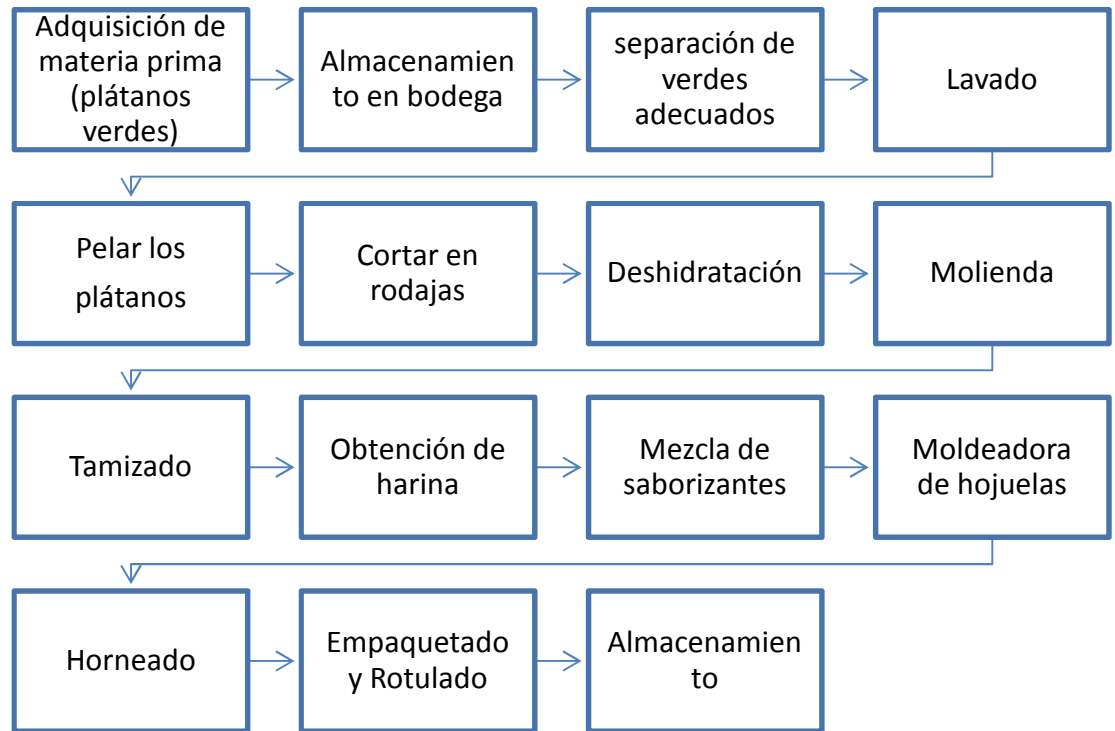 Adquisición de
materia prima
(plátanos
verdes)
Almacenamien
to en bodega
separación de
verdes
adecuados
Lavado
Pelar los
plátanos
Cortar en
rodajas
Deshidratación
Molienda
Tamizado
Obtención de
harina
Mezcla de
saborizantes
Moldeadora
de hojuelas
Horneado
Empaquetado
y Rotulado
Almacenamien
to